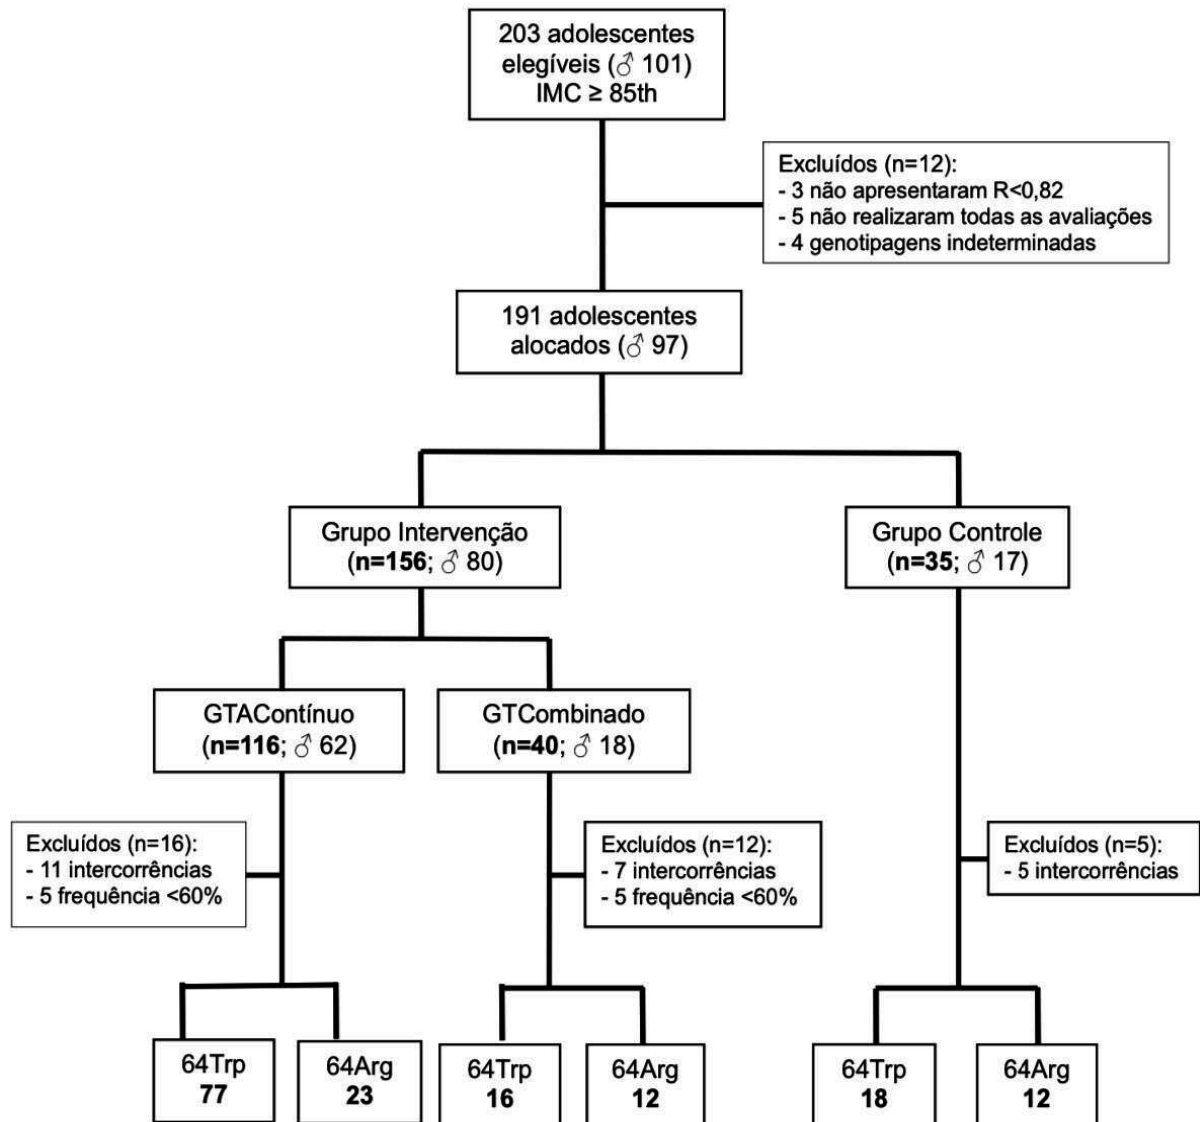 203 adolescentes
elegíveis (♂ 101)
IMC ≥ 85th
Excluídos (n=12):
- 3 não apresentaram R<0,82
- 5 não realizaram todas as avaliações
- 4 genotipagens indeterminadas
191 adolescentes
alocados (♂ 97)
Grupo Intervenção
(n=156; ♂ 80)
Grupo Controle
(n=35; ♂ 17)
GTAContínuo
(n=116; ♂ 62)
GTCombinado
(n=40; ♂ 18)
Excluídos (n=16):
- 11 intercorrências
- 5 frequência <60%
Excluídos (n=12):
- 7 intercorrências
- 5 frequência <60%
Excluídos (n=5):
- 5 intercorrências
64Trp
77
64Arg
23
64Trp
16
64Arg
12
64Trp
18
64Arg
12